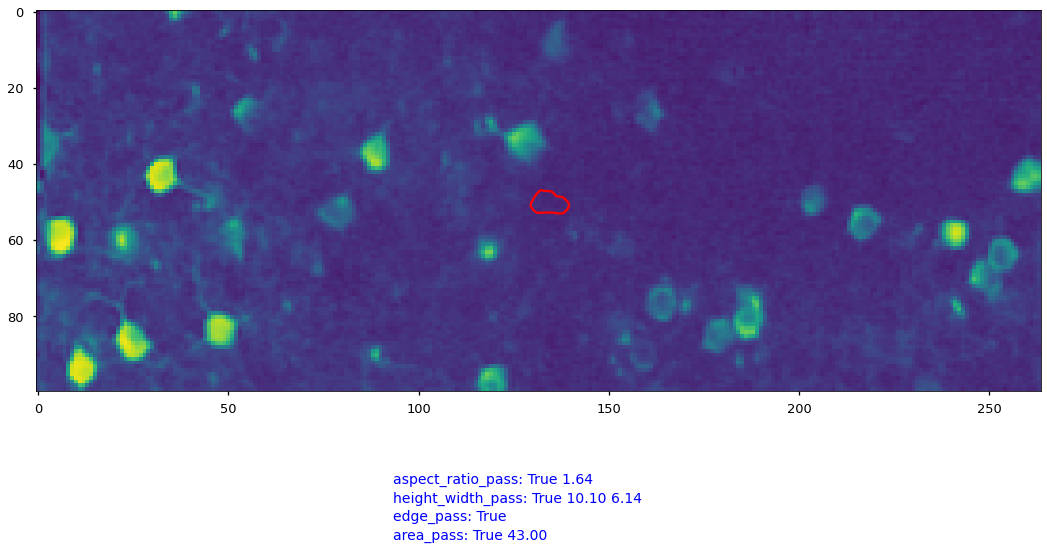 0
20
40
60
80
0 50 100 150 200 250
aspect_ratio_pass: True 1.64
height_width_pass: True 10.10 6.14
edge_pass: True
area_pass: True 43.00